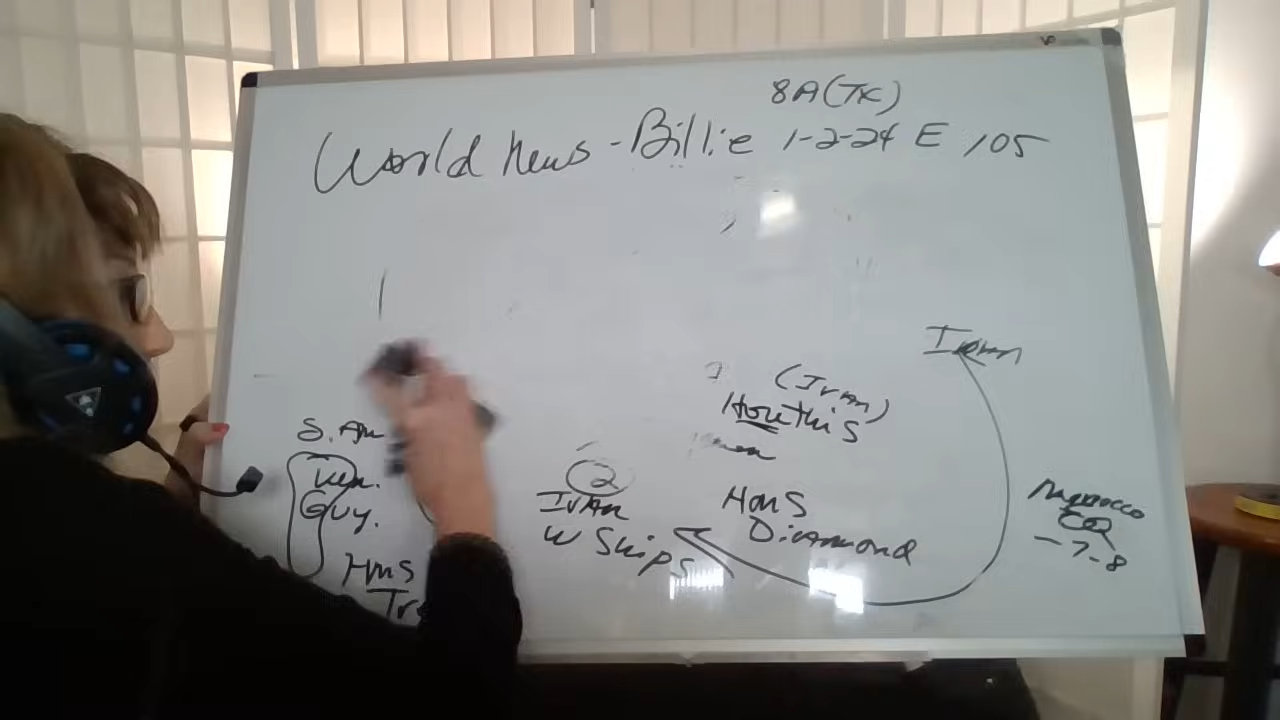 8A(TK)
World News - Billie 1-2-24 E 105
Iran
(Iran)
Houthis
S. Am
Ven.
Guy.
HMS
Tr
2
Iran
W Ships
HMS
Diamond
Morocco
EQ
-7-8